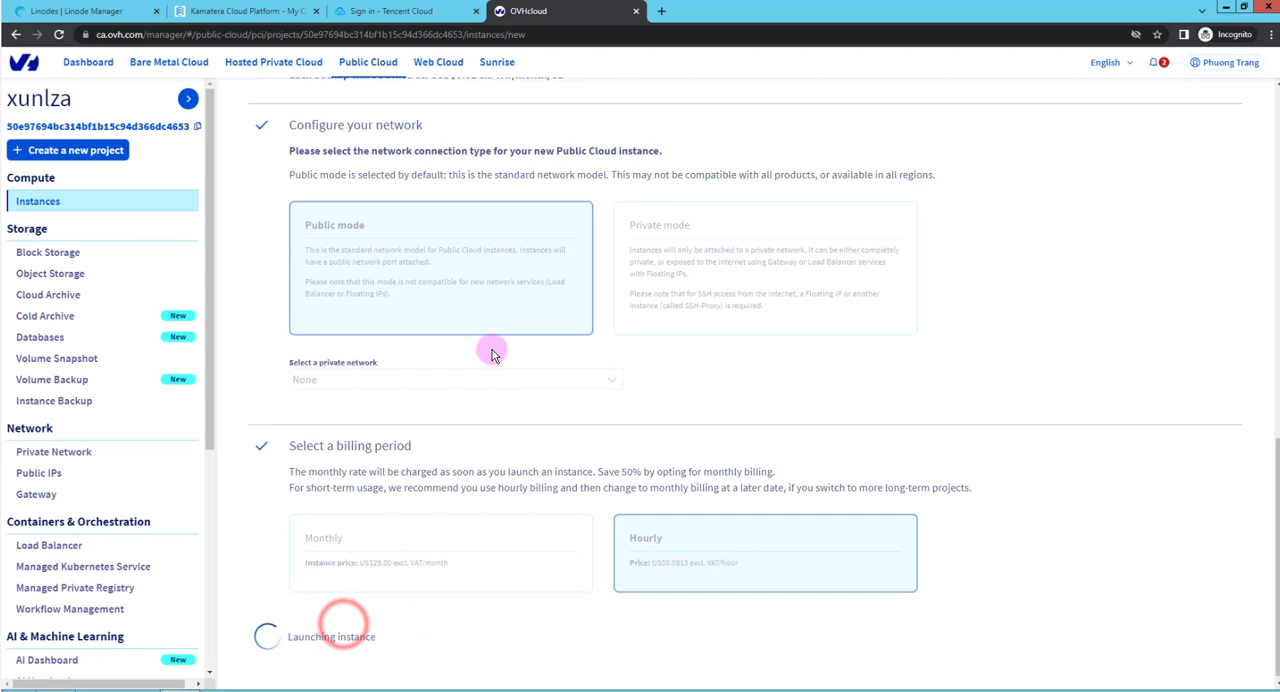 Linodes | Linode Manager
Kamatera Cloud Platform - My C
Sign in - Tencent Cloud
OVHcloud
ca.ovh.com/manager/#/public-cloud/pci/projects/50e97694bc314bf1b15c94d366dc4653/instances/new
Incognito
Dashboard
Bare Metal Cloud
Hosted Private Cloud
Public Cloud
Web Cloud
Sunrise
English
2
Phuong Trang
xunlza
50e97694bc314bf1b15c94d366dc4653
+ Create a new project
Compute
Instances
Storage
Block Storage
Object Storage
Cloud Archive
Cold Archive New
Databases New
Volume Snapshot
Volume Backup New
Instance Backup
Network
Private Network
Public IPs
Gateway
Containers & Orchestration
Load Balancer
Managed Kubernetes Service
Managed Private Registry
Workflow Management
AI & Machine Learning
AI Dashboard New
Configure your network
Please select the network connection type for your new Public Cloud instance.
Public mode is selected by default: this is the standard network model. This may not be compatible with all products, or available in all regions.
Public mode
This is the standard network model for Public Cloud instances. Instances will
have a public network port attached.
Please note that this mode is not compatible for new network services (Load
Balancer or Floating IPs).
Private mode
Instances will only be attached to a private network. It can be either completely
private, or exposed to the internet using Gateway or Load Balancer services
with Floating IPs.
Please note that for SSH access from the Internet, a Floating IP or another
instance (called SSH-Proxy) is required.
Select a private network
None
Select a billing period
The monthly rate will be charged as soon as you launch an instance. Save 50% by opting for monthly billing.
For short-term usage, we recommend you use hourly billing and then change to monthly billing at a later date, if you switch to more long-term projects.
Monthly
Instance price: US$29.00 excl. VAT/month
Hourly
Price: US$0.0813 excl. VAT/hour
Launching instance